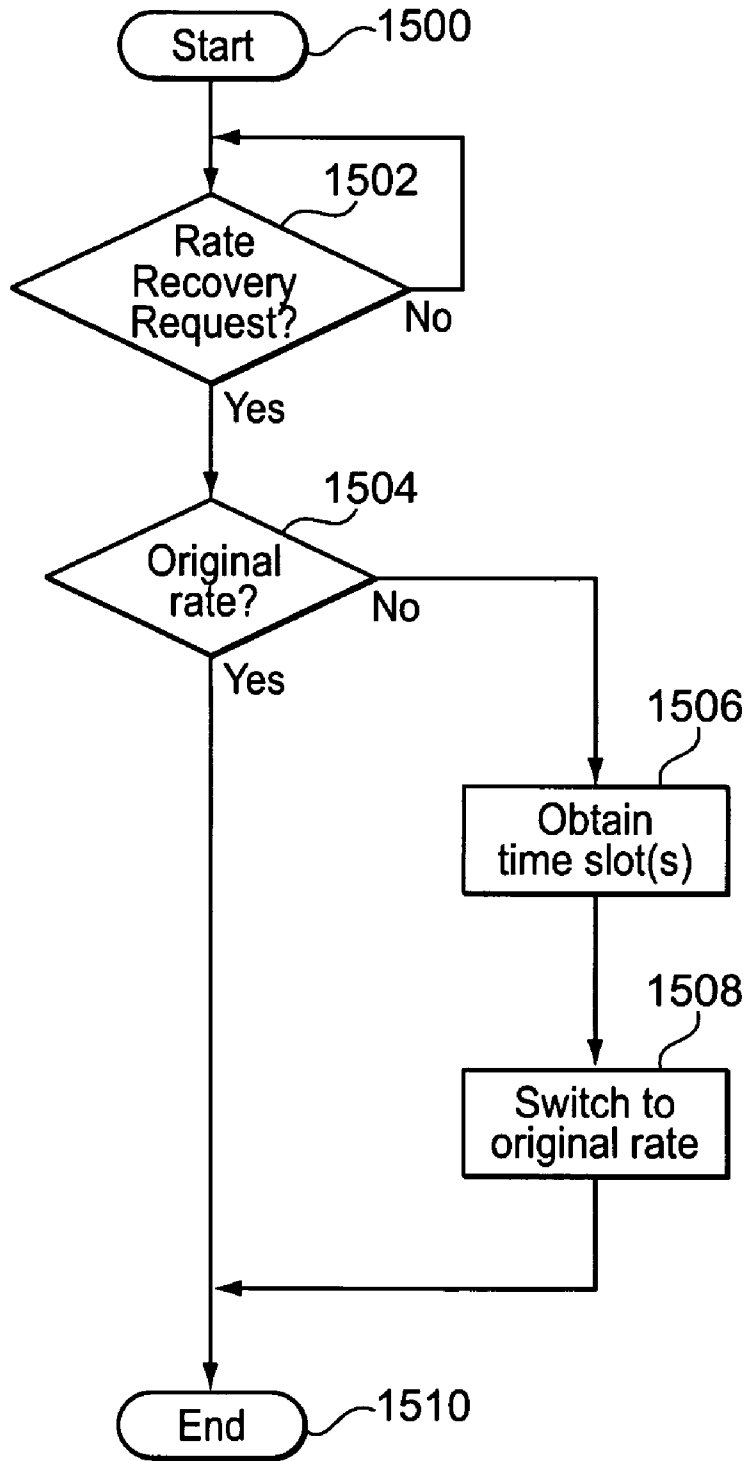 Start
1500
1502
Rate
Recovery
Request?
No
Yes
1504
Original
rate?
No
Yes
1506
Obtain
time slot(s)
1508
Switch to
original rate
End
1510